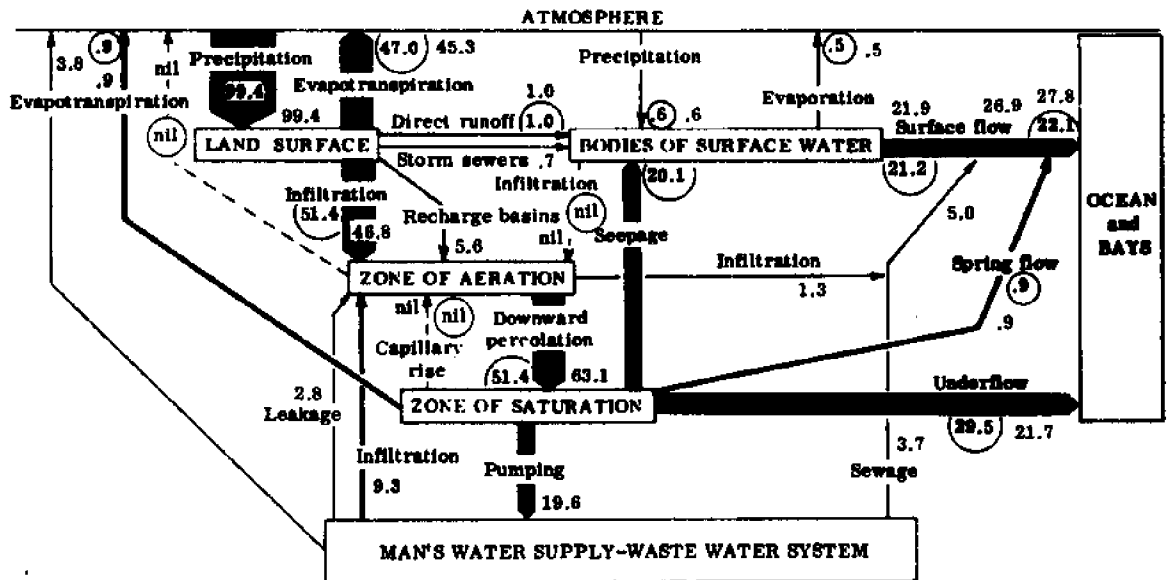 ATMOSPHERE
3.8
.9
.9
nil
Precipitation
99.4
47.0
45.3
Precipitation
.5
.5
Evapotranspiration
Evapotranspiration
Evaporation
nil
99.4
1.0
Direct runoff
1.0
.6
.6
21.9
26.9
27.8
Surface flow
22.1
LAND SURFACE
BODIES OF SURFACE WATER
Storm sewers .7
20.1
21.2
Infiltration
Infiltration
51.4
46.8
Recharge basins
nil
nil
Seepage
5.6
5.0
OCEAN
and
BAYS
ZONE OF AERATION
Infiltration
1.3
Spring flow
.9
.9
nil
nil
Downward
percolation
Capillary
rise
51.4
63.1
2.8
Leakage
ZONE OF SATURATION
Underflow
29.5
21.7
Infiltration
9.3
Pumping
19.6
3.7
Sewage
MAN'S WATER SUPPLY-WASTE WATER SYSTEM